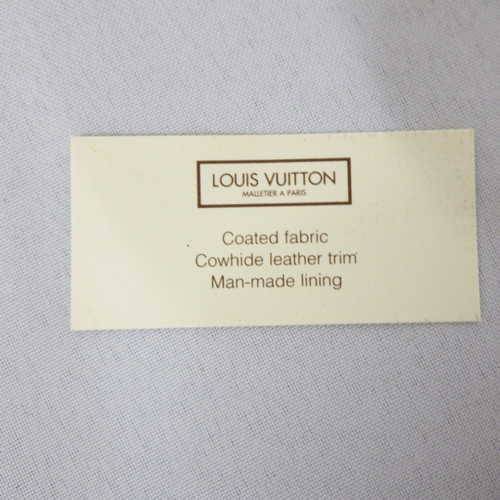 LOUIS VUITTON
MALLETIER A PARIS
Coated fabric
Cowhide leather trim
Man-made lining